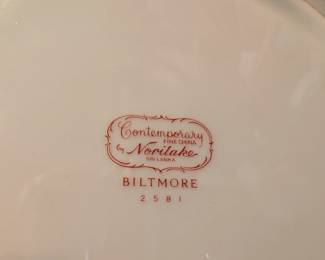 Contemporary
FINE CHINA
by Noritake
SRI LANKA
BILTMORE
2581